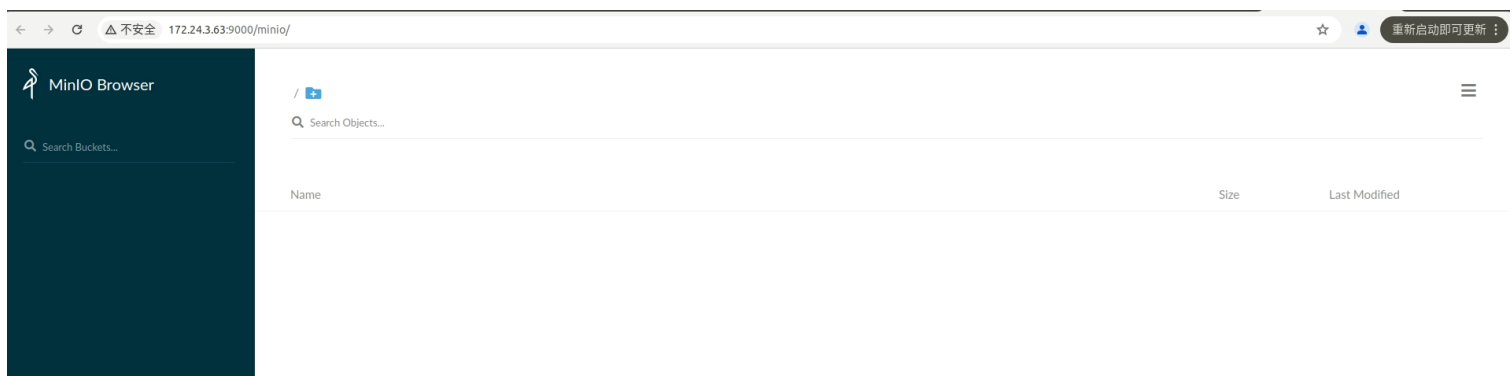 不安全 172.24.3.63:9000/minio/ 重新启动即可更新
MinIO Browser
/
Search Objects...
Search Buckets...
Name Size Last Modified